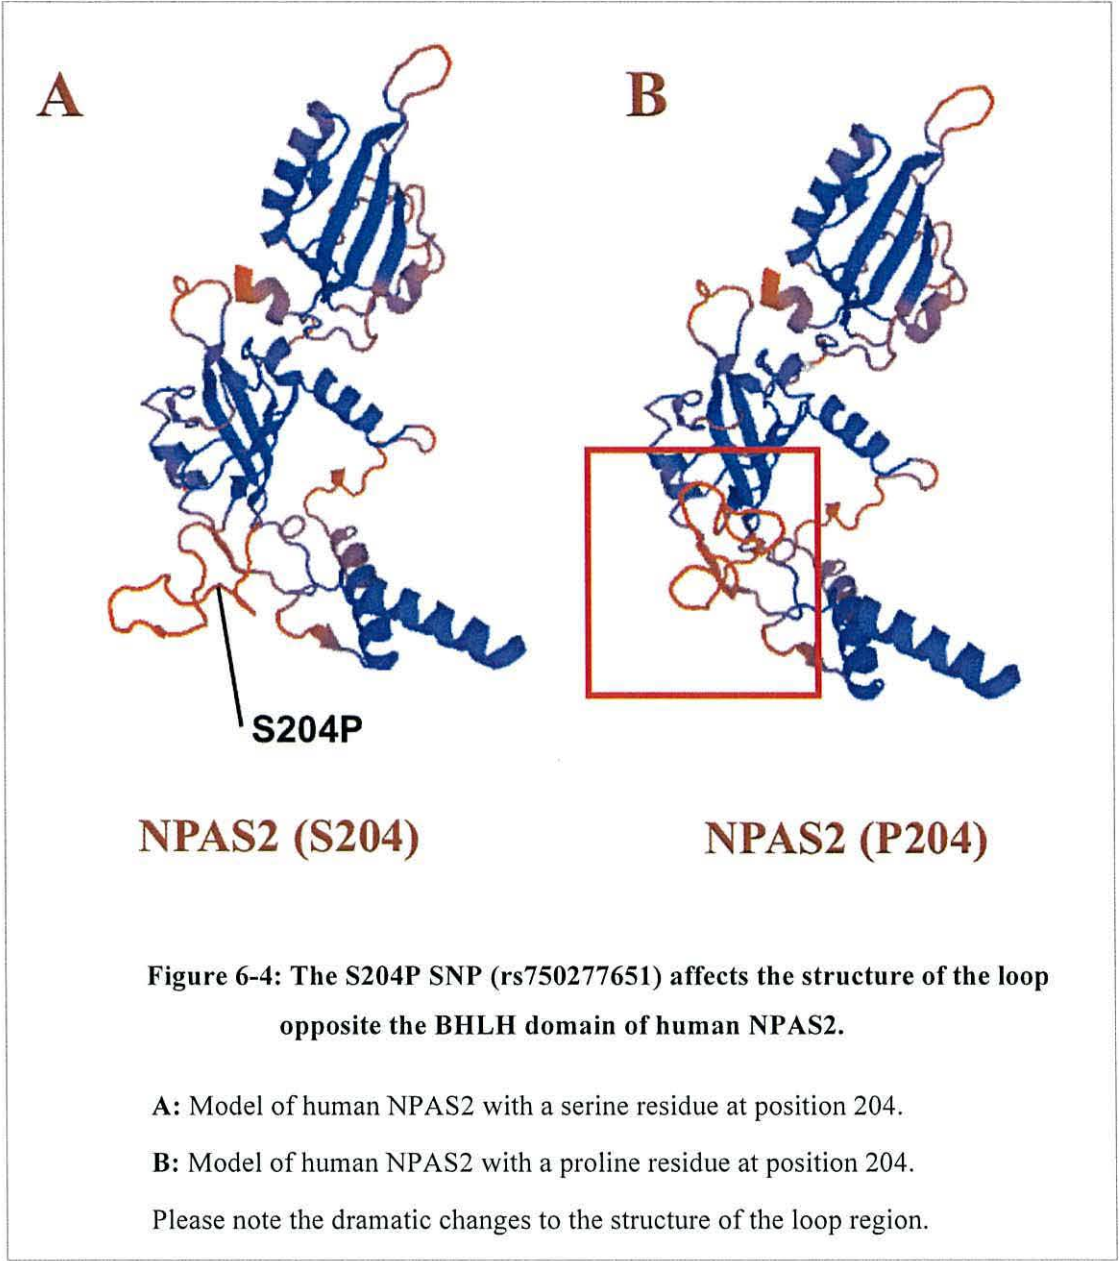 A
B
S204P
NPAS2 (S204)
NPAS2 (P204)
Figure 6-4: The S204P SNP (rs750277651) affects the structure of the loop
opposite the BHLH domain of human NPAS2.
A: Model of human NPAS2 with a serine residue at position 204.
B: Model of human NPAS2 with a proline residue at position 204.
Please note the dramatic changes to the structure of the loop region.